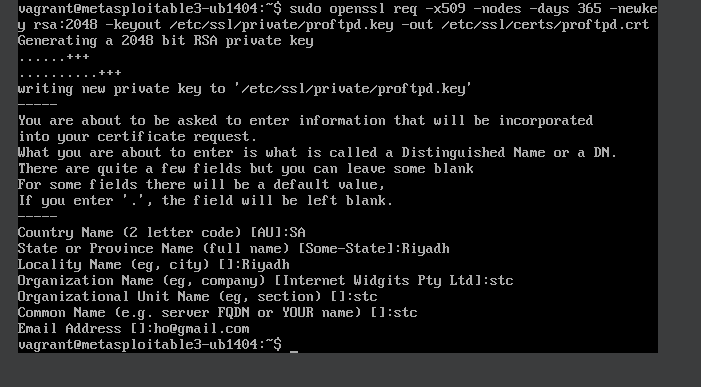 vagrant@metasploitable3-ub1404:~$ sudo openssl req -x509 -nodes -days 365 -newke
y rsa:2048 -keyout /etc/ssl/private/proftpd.key -out /etc/ssl/certs/proftpd.crt
Generating a 2048 bit RSA private key
......+++
..........+++
writing new private key to '/etc/ssl/private/proftpd.key'
-----
You are about to be asked to enter information that will be incorporated
into your certificate request.
What you are about to enter is what is called a Distinguished Name or a DN.
There are quite a few fields but you can leave some blank
For some fields there will be a default value,
If you enter '.', the field will be left blank.
-----
Country Name (2 letter code) [AU]:SA
State or Province Name (full name) [Some-State]:Riyadh
Locality Name (eg, city) []:Riyadh
Organization Name (eg, company) [Internet Widgits Pty Ltd]:stc
Organizational Unit Name (eg, section) []:stc
Common Name (e.g. server FQDN or YOUR name) []:stc
Email Address []:ho@gmail.com
vagrant@metasploitable3-ub1404:~$ _